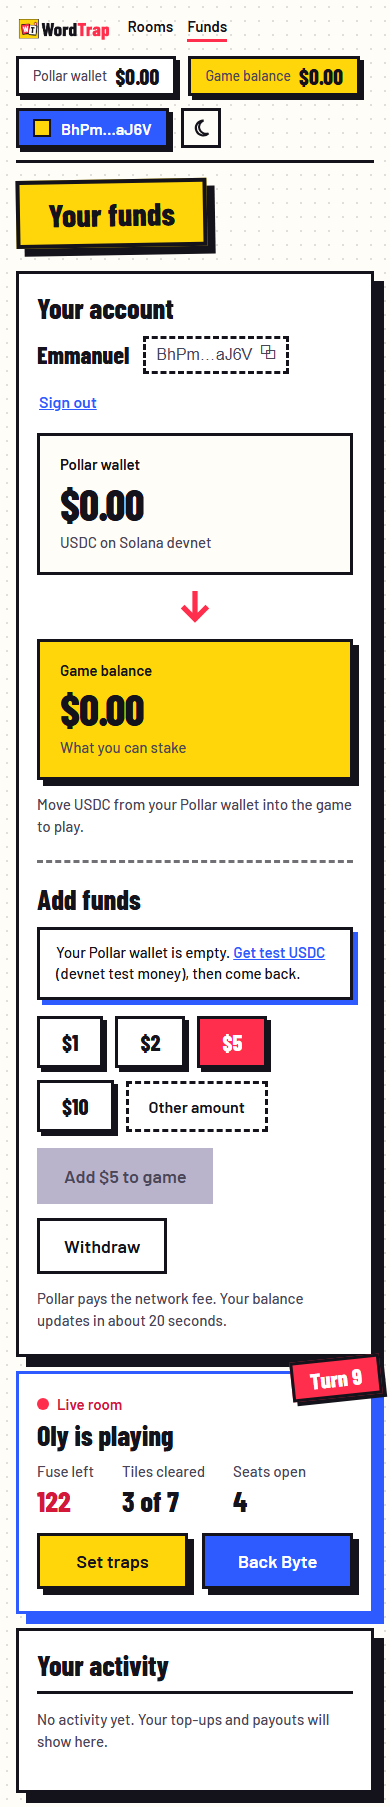 WT WordTrap Rooms Funds
Pollar wallet $0.00 Game balance $0.00
BhPm...aJ6V
Your funds
Your account
Emmanuel BhPm...aJ6V
Sign out
Pollar wallet
$0.00
USDC on Solana devnet
Game balance
$0.00
What you can stake
Move USDC from your Pollar wallet into the game
to play.
Add funds
Your Pollar wallet is empty. Get test USDC
(devnet test money), then come back.
$1 $2 $5
$10 Other amount
Add $5 to game
Withdraw
Pollar pays the network fee. Your balance
updates in about 20 seconds.
Turn 9
Live room
Oly is playing
Fuse left Tiles cleared Seats open
122 3 of 7 4
Set traps Back Byte
Your activity
No activity yet. Your top-ups and payouts will
show here.